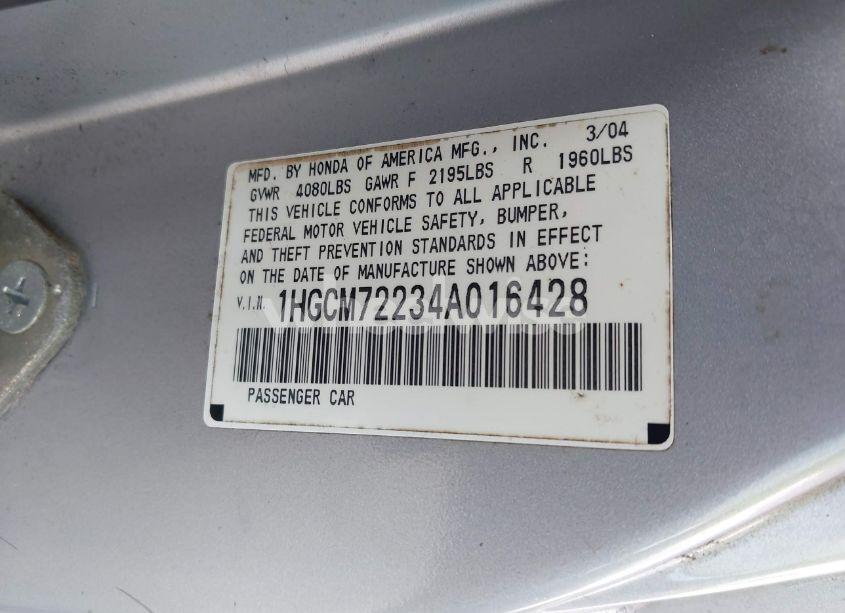 MFD. BY HONDA OF AMERICA MFG., INC. 3/04
GVWR 4080LBS GAWR F 2195LBS R 1960LBS
THIS VEHICLE CONFORMS TO ALL APPLICABLE
FEDERAL MOTOR VEHICLE SAFETY, BUMPER,
AND THEFT PREVENTION STANDARDS IN EFFECT
ON THE DATE OF MANUFACTURE SHOWN ABOVE:
V.I.N. 1HGCM72234A016428
PASSENGER CAR